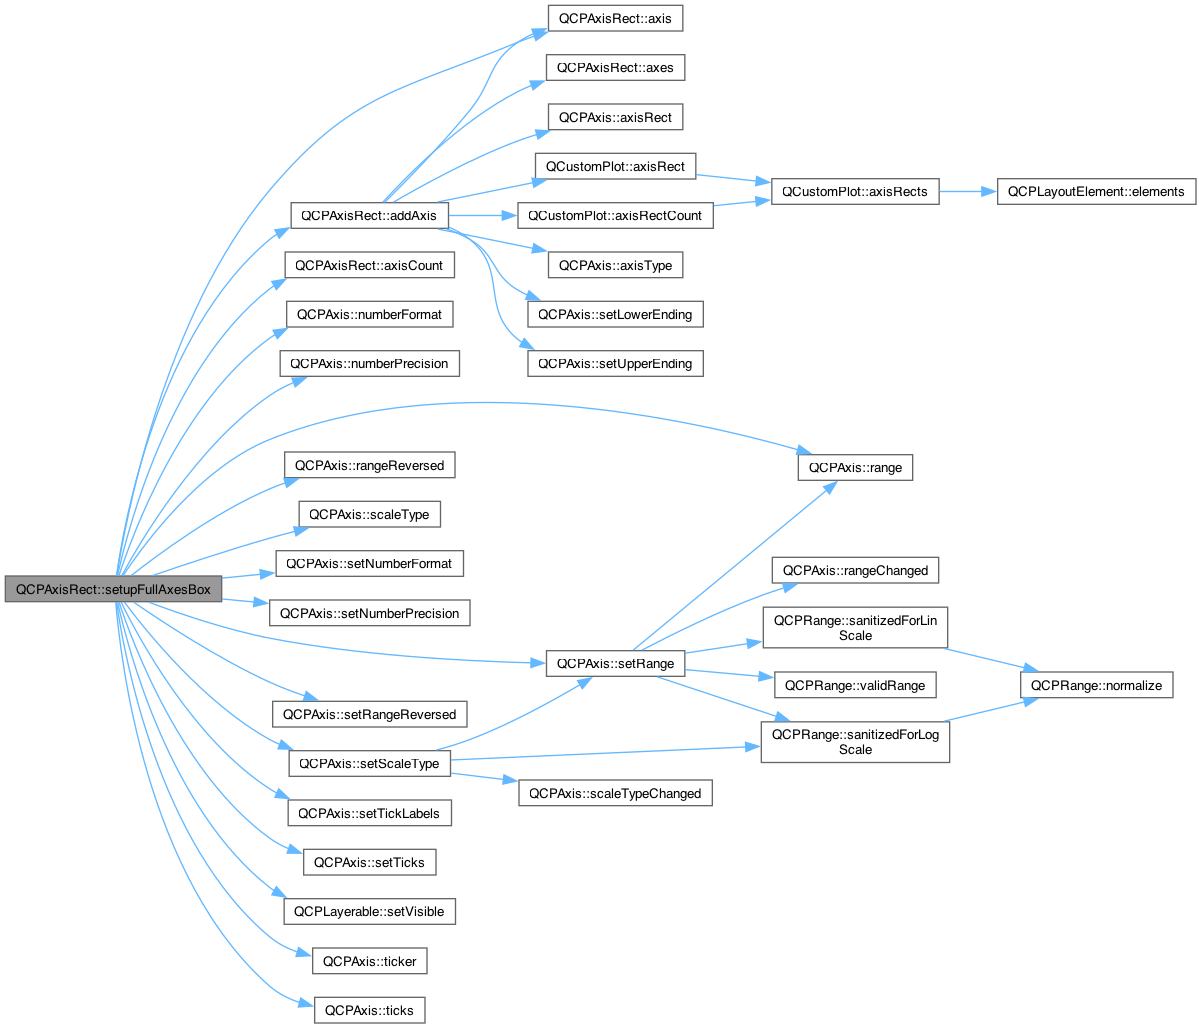 QCPAxisRect::axis
QCPAxisRect::axes
QCPAxis::axisRect
QCustomPlot::axisRect
QCustomPlot::axisRects
QCPLayoutElement::elements
QCPAxisRect::addAxis
QCustomPlot::axisRectCount
QCPAxisRect::axisCount
QCPAxis::axisType
QCPAxis::numberFormat
QCPAxis::setLowerEnding
QCPAxis::numberPrecision
QCPAxis::setUpperEnding
QCPAxis::rangeReversed
QCPAxis::range
QCPAxis::scaleType
QCPAxis::setNumberFormat
QCPAxis::rangeChanged
QCPAxisRect::setupFullAxesBox
QCPAxis::setNumberPrecision
QCPRange::sanitizedForLin
Scale
QCPAxis::setRange
QCPRange::validRange
QCPRange::normalize
QCPAxis::setRangeReversed
QCPRange::sanitizedForLog
Scale
QCPAxis::setScaleType
QCPAxis::scaleTypeChanged
QCPAxis::setTickLabels
QCPAxis::setTicks
QCPLayerable::setVisible
QCPAxis::ticker
QCPAxis::ticks